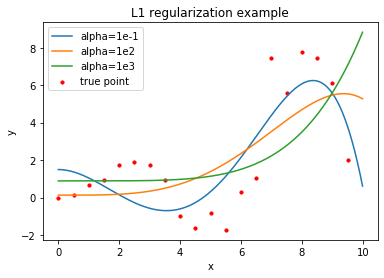 L1 regularization example
alpha=1e-1
alpha=1e2
alpha=1e3
true point
y
8
6
4
2
0
−2
0
2
4
6
8
10
x